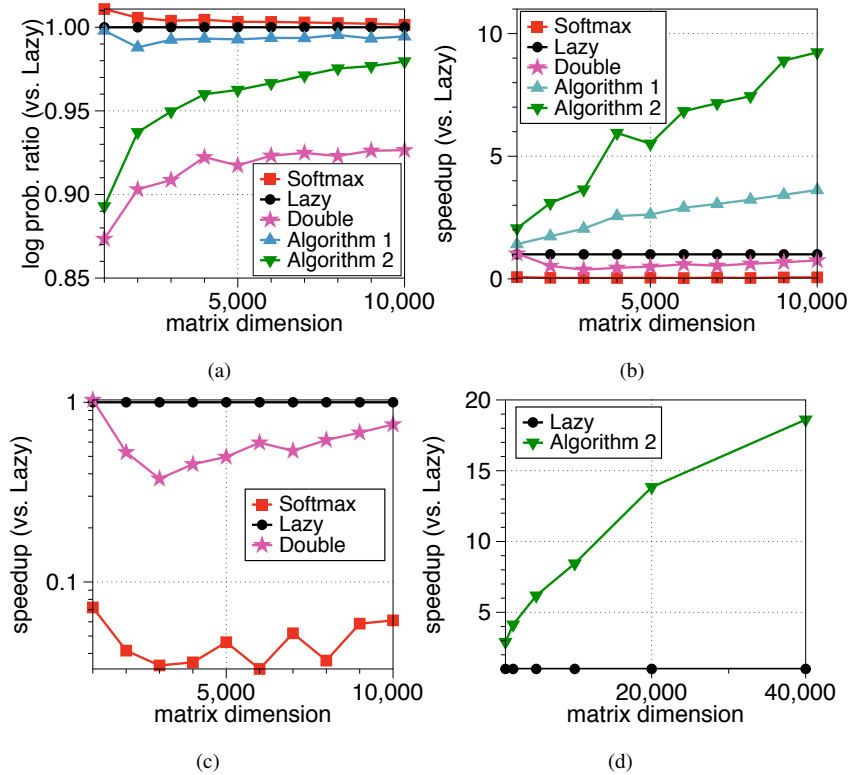 log prob. ratio (vs. Lazy)
1.00
0.95
0.90
0.85
Softmax
Lazy
Double
Algorithm 1
Algorithm 2
5,000
10,000
matrix dimension
(a)
speedup (vs. Lazy)
10
5
0
Softmax
Lazy
Double
Algorithm 1
Algorithm 2
5,000
10,000
matrix dimension
(b)
speedup (vs. Lazy)
1
0.1
Softmax
Lazy
Double
5,000
10,000
matrix dimension
(c)
speedup (vs. Lazy)
20
15
10
5
Lazy
Algorithm 2
20,000
40,000
matrix dimension
(d)